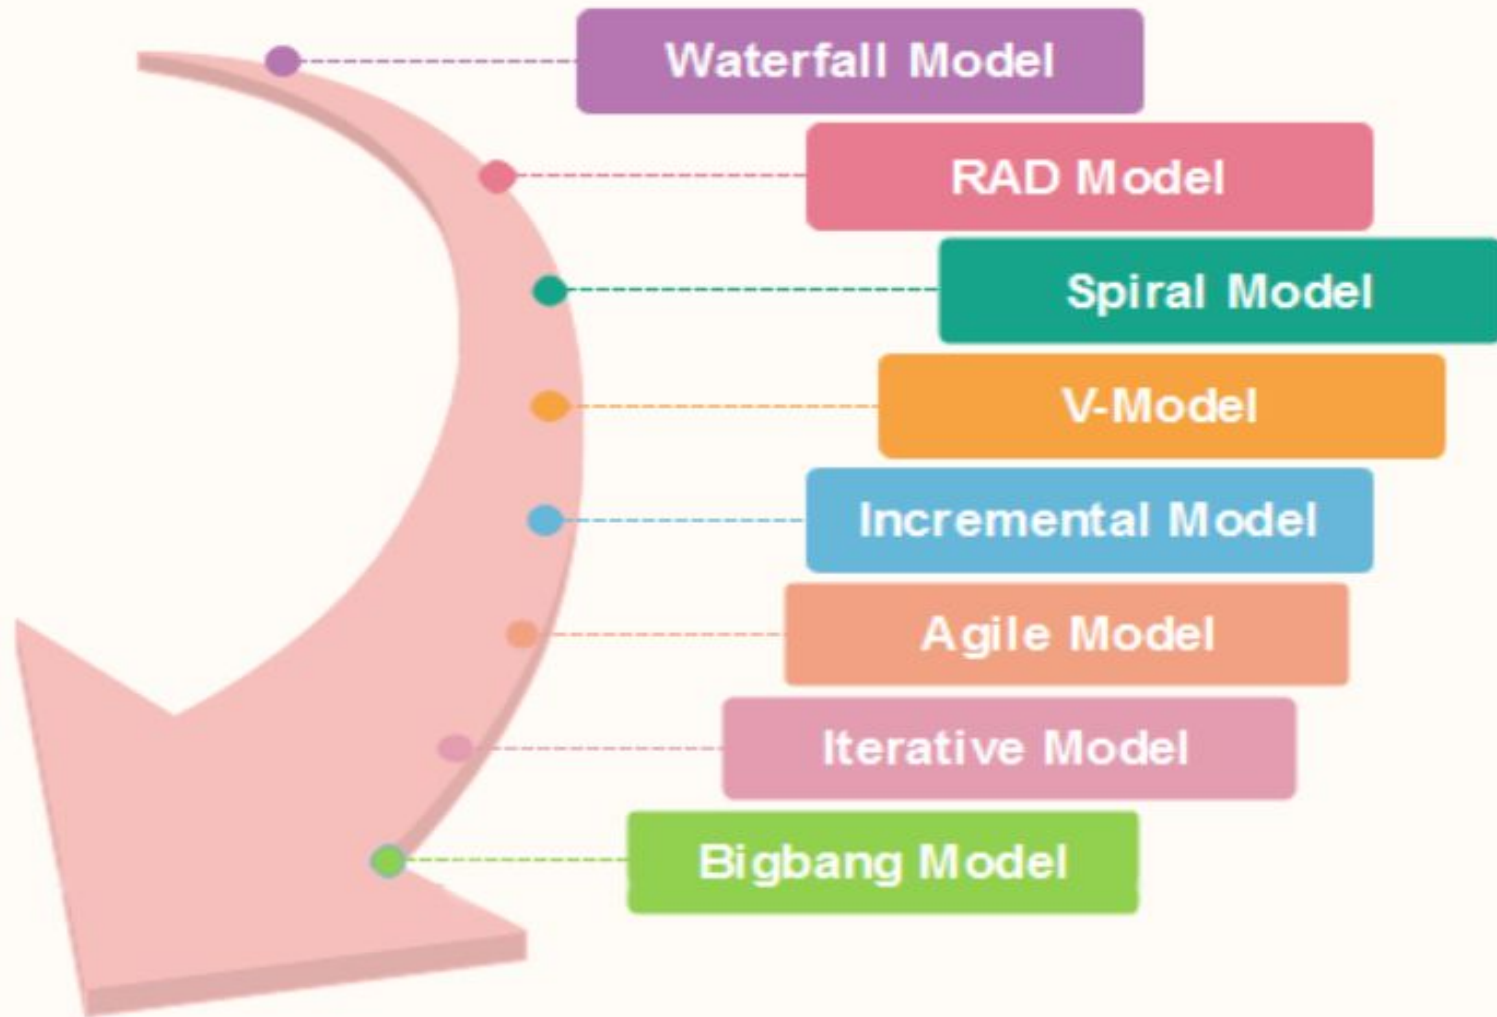 Waterfall Model
RAD Model
Spiral Model
V-Model
Incremental Model
Agile Model
Iterative Model
Bigbang Model